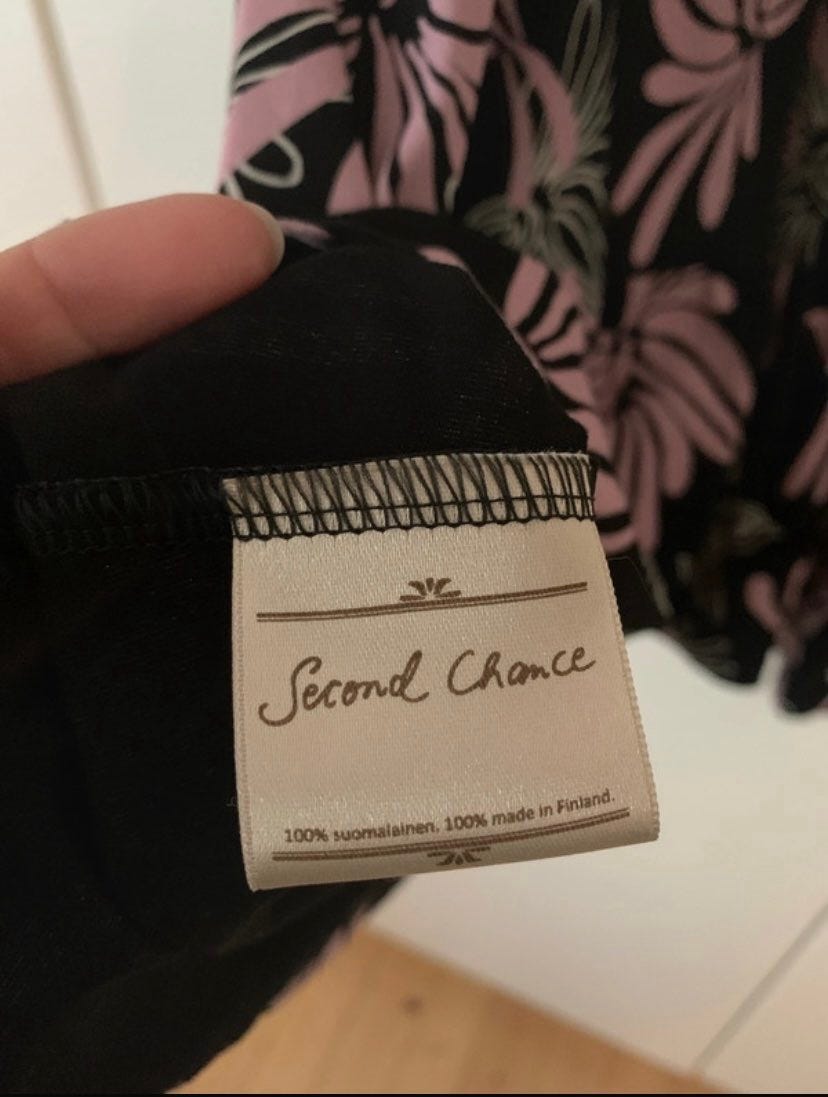 Second Chance
100% suomalainen. 100% made in Finland.